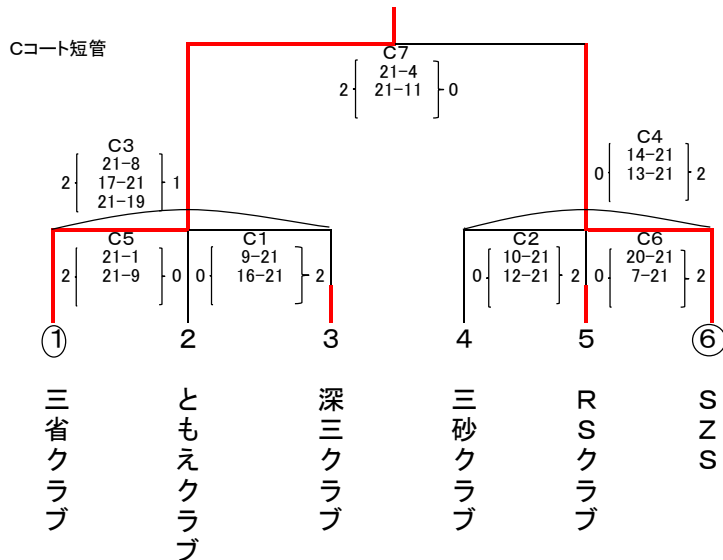 Cコート短管
C7
21-4
2 21-11 0
C3
21-8
2 17-21 1
21-19
C4
14-21
0 13-21 2
C5
21-1
2 21-9 0
C1
9-21
0 16-21 2
C2
10-21
0 12-21 2
C6
20-21
0 7-21 2
① 2 3 4 5 ⑥
三省クラブ
ともえクラブ
深三クラブ
三砂クラブ
RSクラブ
SZS